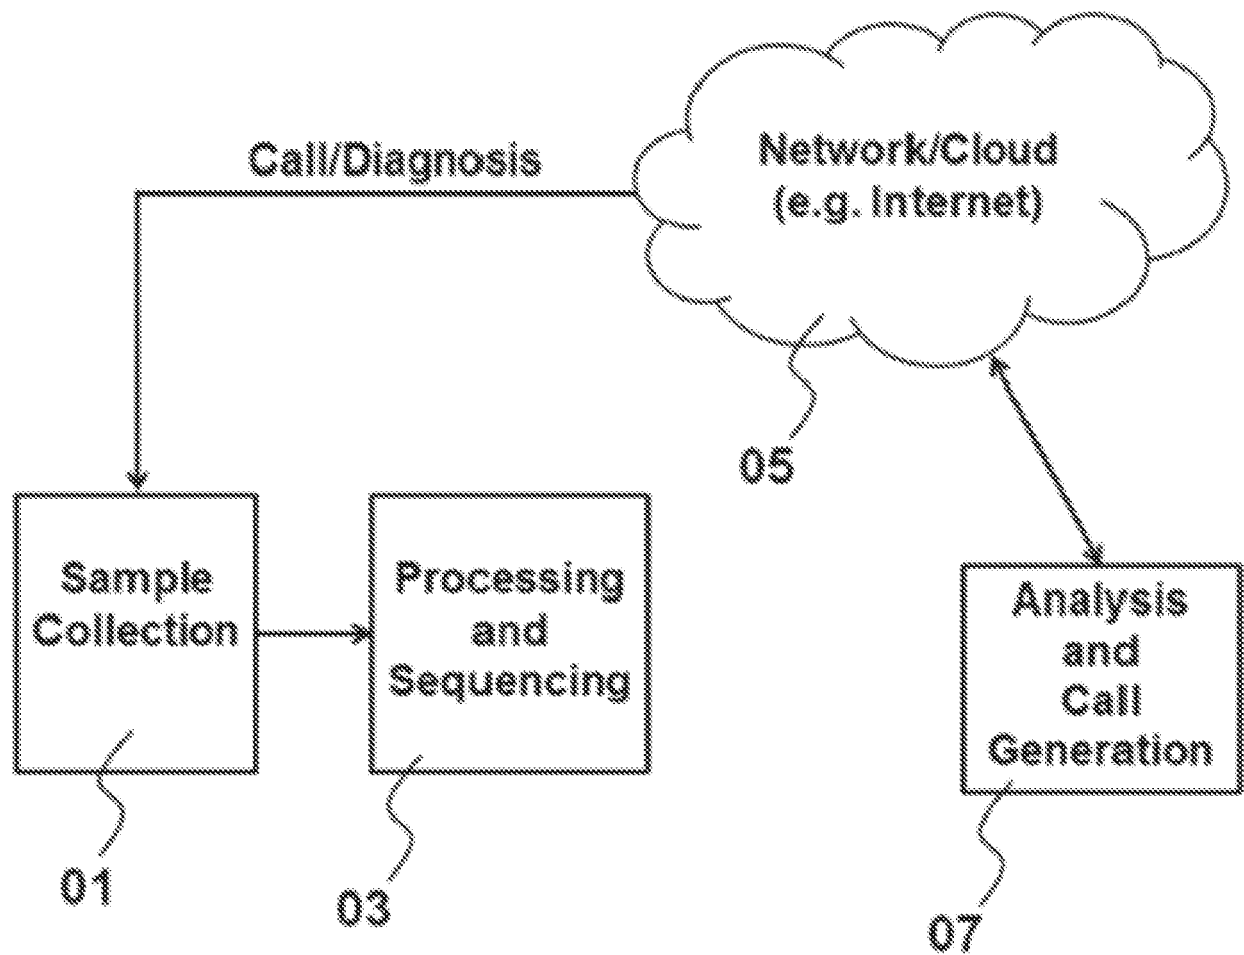 Call/Diagnosis
Network/Cloud
(e.g. Internet)
05
Sample
Collection
01
Processing
and
Sequencing
03
Analysis
and
Call
Generation
07